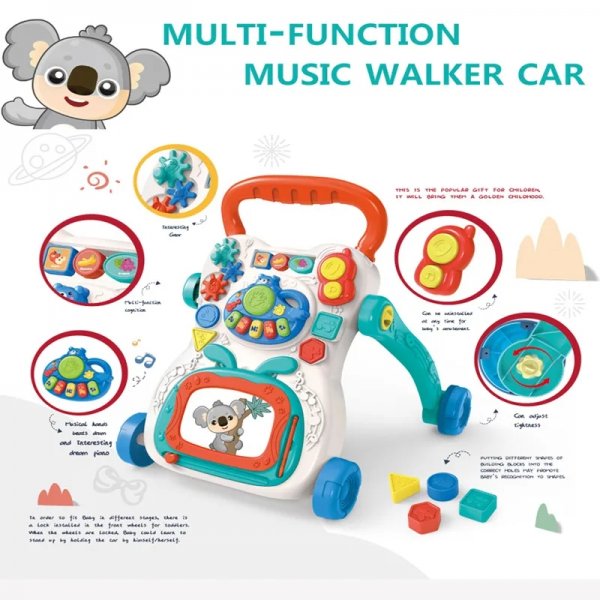 MULTI-FUNCTION
MUSIC WALKER CAR
THIS IS THE POPULAR GIFT FOR CHILDREN,
IT WILL BRING THEM A GOLDEN CHILDHOOD.
Interesting
Gear
Multi-function
cognition
Can be uninstalled
at any time for
baby's amusement.
Musical hands
beats drum
and Interesting
dream piano
Can adjust
tightness
PUTTING DIFFERENT SHAPES OF
BUILDING BLOCKS INTO THE
CORRECT HOLES MAY PROMOTE
BABY'S RECOGNITION TO SHAPES.
In order to fit Baby in different stages, there is
a lock installed in the front wheels for toddlers.
When the wheels are locked, Baby could learn to
stand up by holding the car by himself/herself.